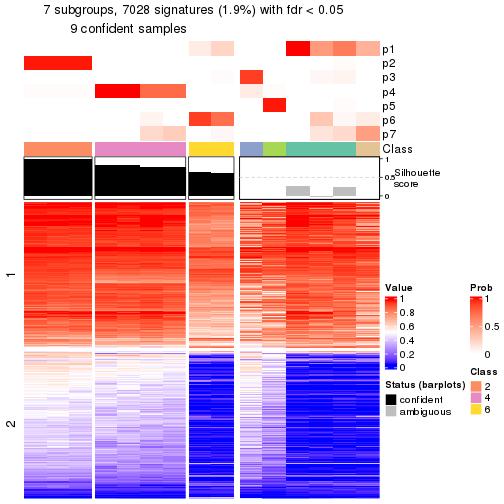 7 subgroups, 7028 signatures (1.9%) with fdr < 0.05
9 confident samples
p1
p2
p3
p4
p5
p6
p7
Class
1
0.5
0
Silhouette
score
1
2
Value
1
0.8
0.6
0.4
0.2
0
Status (barplots)
confident
ambiguous
Prob
1
0.5
0
Class
2
4
6